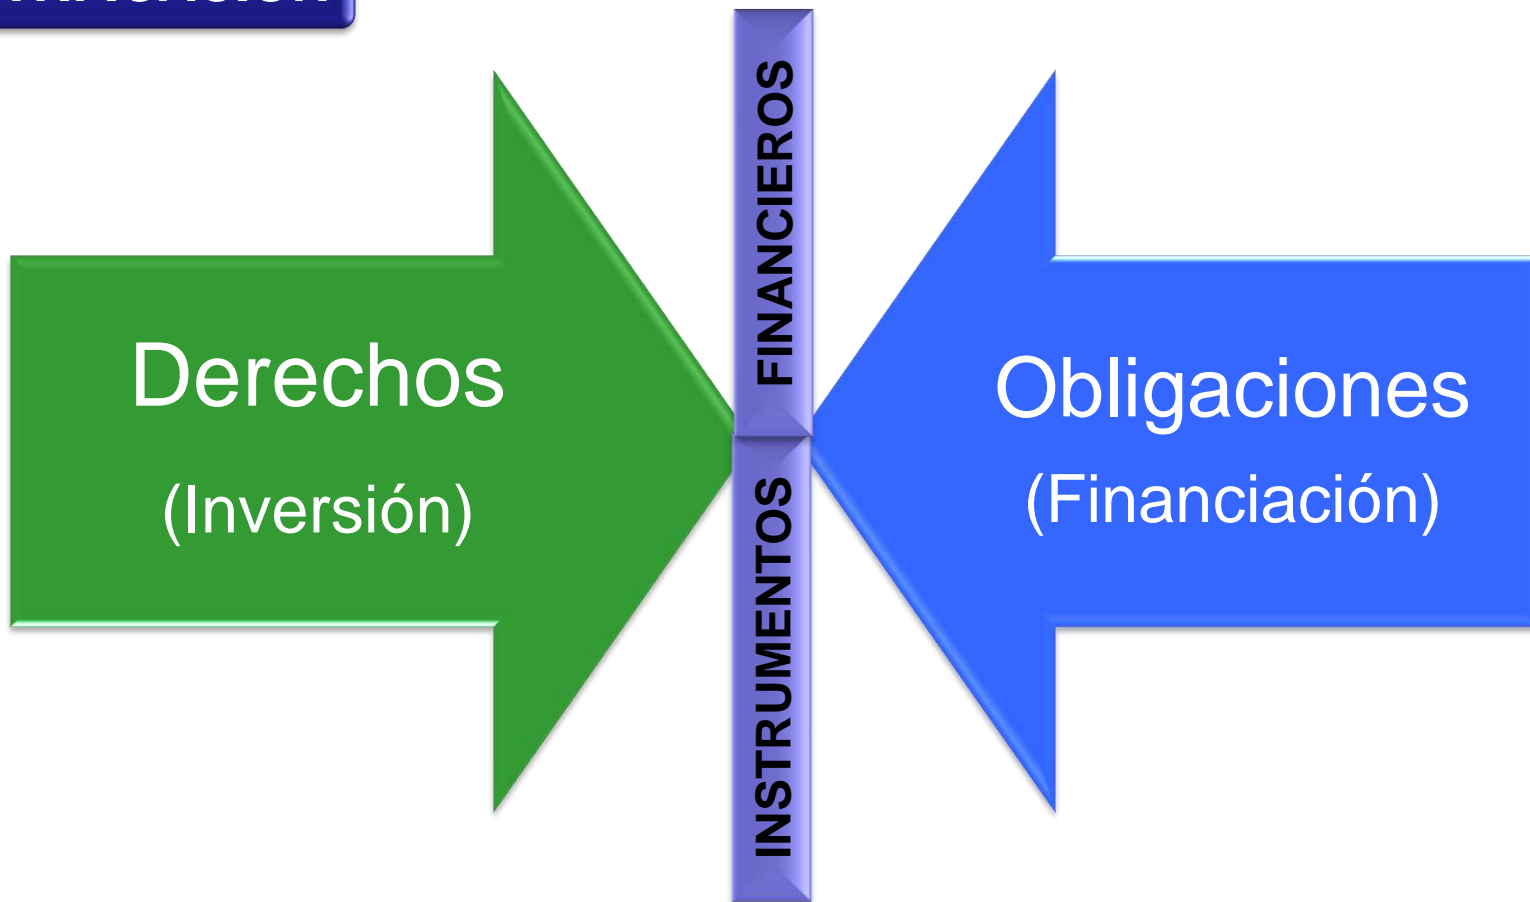 Derechos
(Inversión)
INSTRUMENTOS FINANCIEROS
Obligaciones
(Financiación)